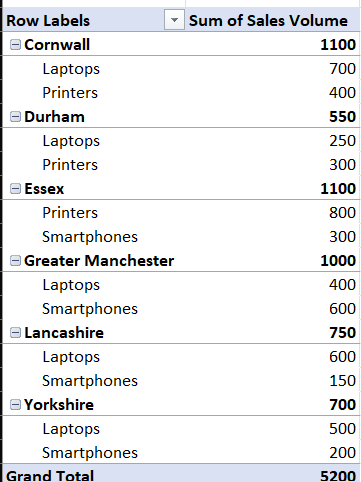 Row Labels Sum of Sales Volume
Cornwall 1100
Laptops 700
Printers 400
Durham 550
Laptops 250
Printers 300
Essex 1100
Printers 800
Smartphones 300
Greater Manchester 1000
Laptops 400
Smartphones 600
Lancashire 750
Laptops 600
Smartphones 150
Yorkshire 700
Laptops 500
Smartphones 200
Grand Total 5200